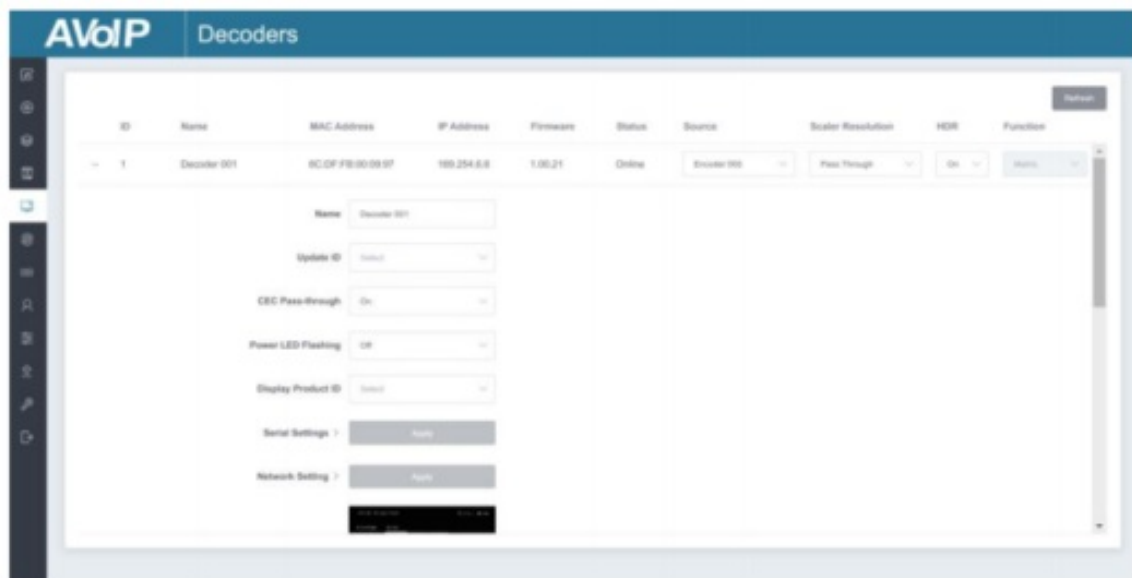 AVoIP Decoders
Refresh
ID Name MAC Address IP Address Firmware Status Source Scaler Resolution HDR Function
1 Decoder 001 6C:DF:FB:00:09:97 169.254.6.6 1.00.21 Online Pass Through On Matrix
Name Decoder 001
Update ID Select
CEC Pass-through On
Power LED Flashing Off
Display Product ID Select
Serial Settings > Apply
Network Setting > Apply